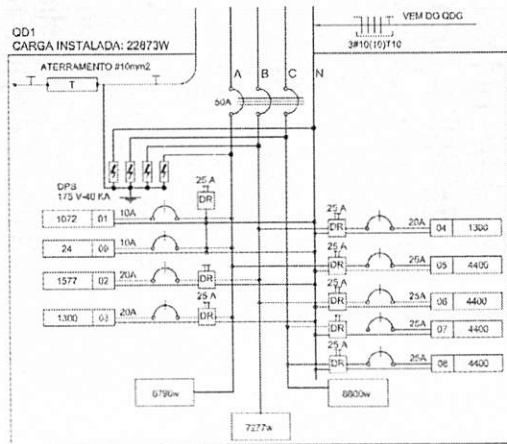 QD1
CARGA INSTALADA: 22873W
VEM DO QDG
3#10(10)T10
ATERRAMENTO #10mm2
T
A B C N
50A
DPS
175 V-40 KA
25 A
DR
1072 01 10A
24 09 10A
25 A
1577 02 20A DR
25 A
1300 03 20A DR
25 A
DR 20A 04 1300
25 A
DR 25A 05 4400
25 A
DR 25A 06 4400
25 A
DR 25A 07 4400
25 A
DR 25A 08 4400
7277w